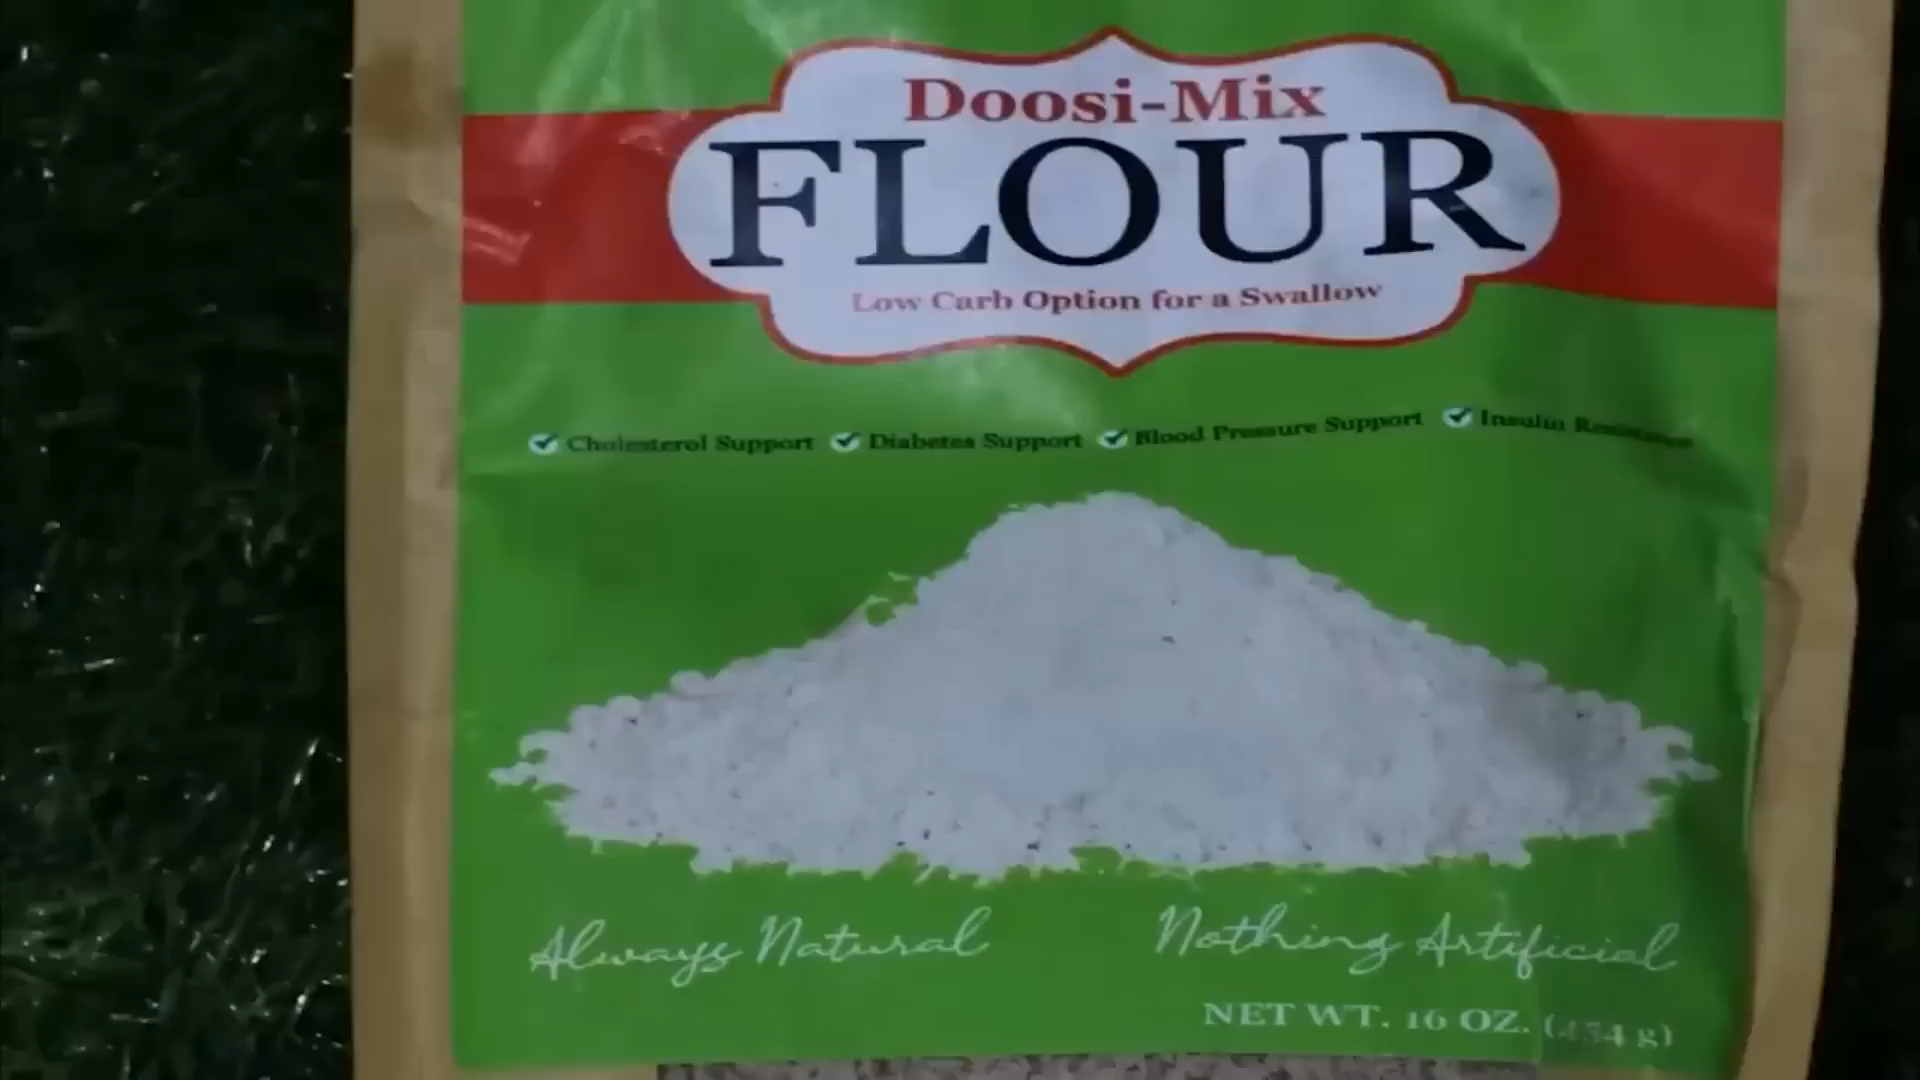 Doosi-Mix
FLOUR
Low Carb Option for a Swallow
Cholesterol Support Diabetes Support Blood Pressure Support Insulin
Always Natural Nothing Artificial
NET WT. 16 OZ. (454 g)